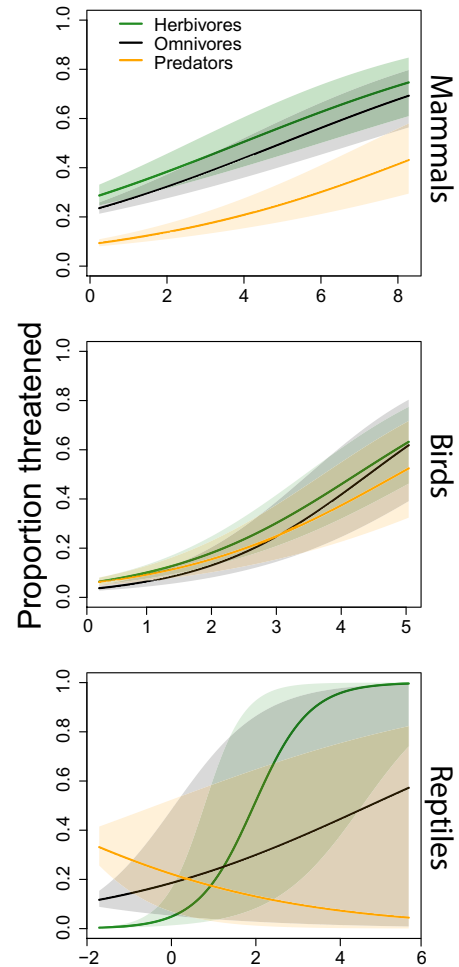 Herbivores
Omnivores
Predators
Mammals
0.0 0.2 0.4 0.6 0.8 1.0
0 2 4 6 8
Proportion threatened
Birds
0.0 0.2 0.4 0.6 0.8 1.0
0 1 2 3 4 5
Reptiles
0.0 0.2 0.4 0.6 0.8 1.0
−2 0 2 4 6